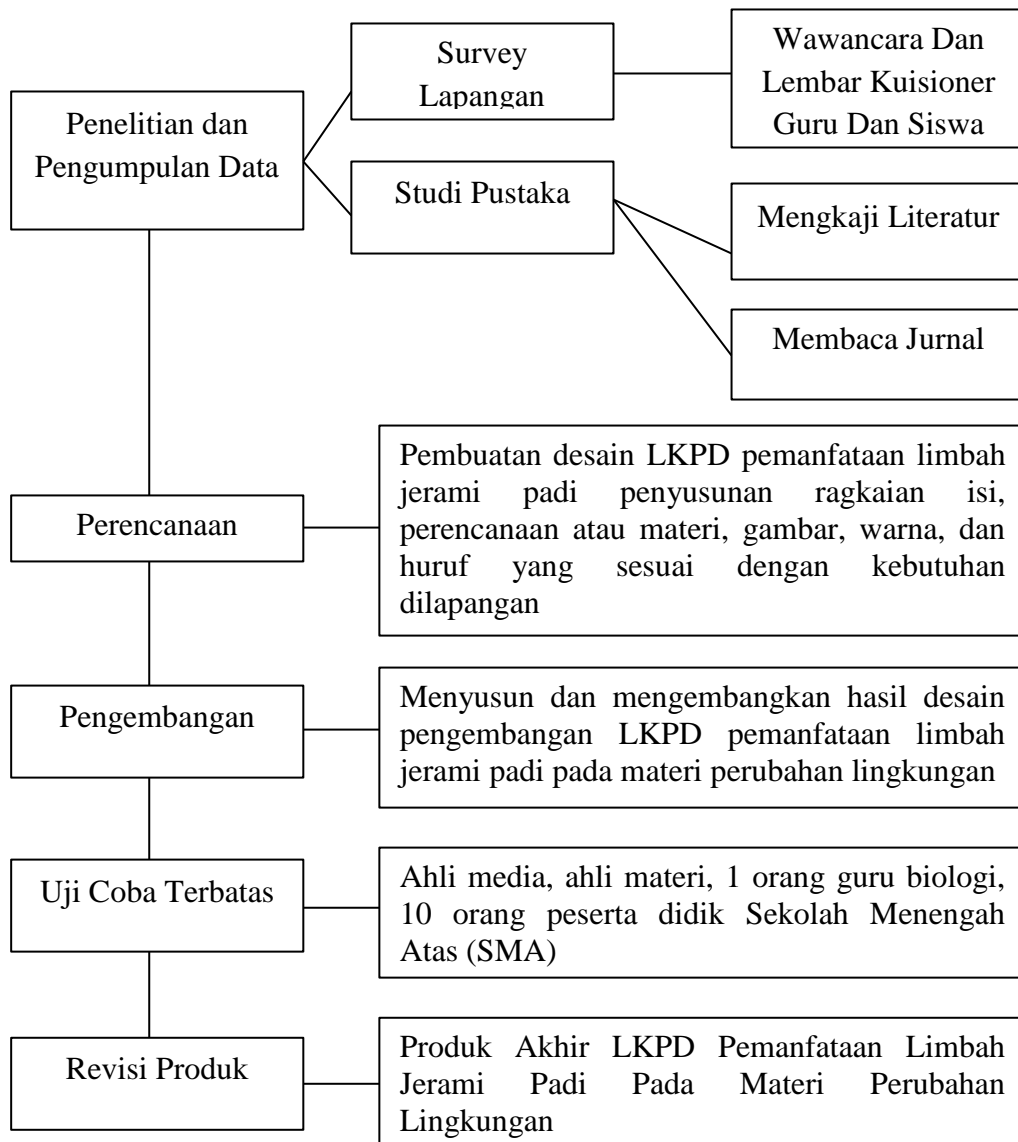 Survey
Lapangan
Wawancara Dan
Lembar Kuisioner
Guru Dan Siswa
Penelitian dan
Pengumpulan Data
Studi Pustaka
Mengkaji Literatur
Membaca Jurnal
Perencanaan
Pembuatan desain LKPD pemanfataan limbah
jerami padi penyusunan ragkaian isi,
perencanaan atau materi, gambar, warna, dan
huruf yang sesuai dengan kebutuhan
dilapangan
Pengembangan
Menyusun dan mengembangkan hasil desain
pengembangan LKPD pemanfataan limbah
jerami padi pada materi perubahan lingkungan
Uji Coba Terbatas
Ahli media, ahli materi, 1 orang guru biologi,
10 orang peserta didik Sekolah Menengah
Atas (SMA)
Revisi Produk
Produk Akhir LKPD Pemanfataan Limbah
Jerami Padi Pada Materi Perubahan
Lingkungan